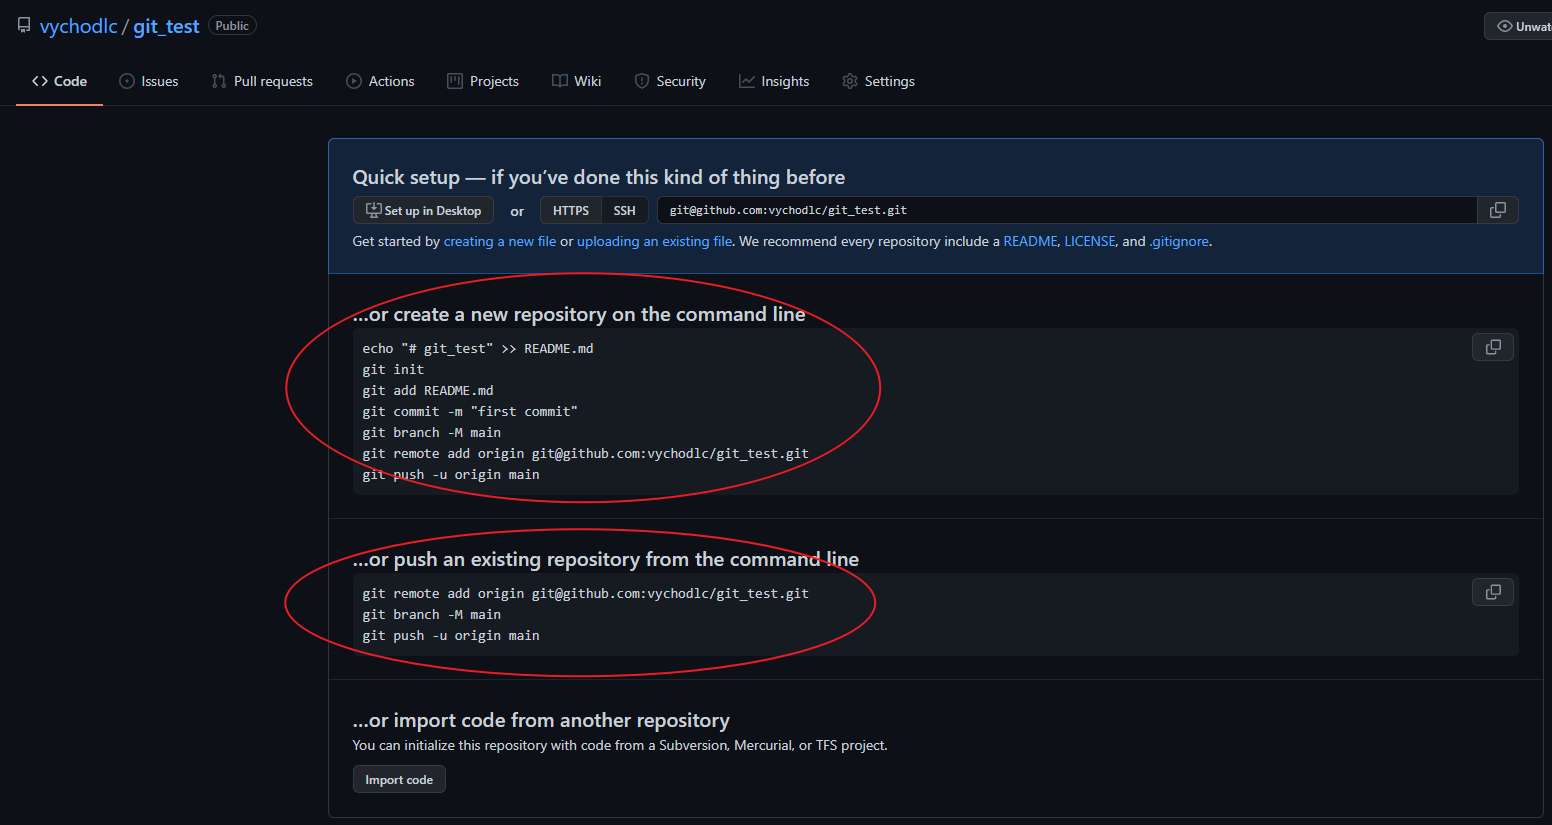 vychodlc / git_test Public
Unwat
Code Issues Pull requests Actions Projects Wiki Security Insights Settings
Quick setup — if you’ve done this kind of thing before
Set up in Desktop or HTTPS SSH git@github.com:vychodlc/git_test.git
Get started by creating a new file or uploading an existing file. We recommend every repository include a README, LICENSE, and .gitignore.
…or create a new repository on the command line
echo "# git_test" >> README.md
git init
git add README.md
git commit -m "first commit"
git branch -M main
git remote add origin git@github.com:vychodlc/git_test.git
git push -u origin main
…or push an existing repository from the command line
git remote add origin git@github.com:vychodlc/git_test.git
git branch -M main
git push -u origin main
…or import code from another repository
You can initialize this repository with code from a Subversion, Mercurial, or TFS project.
Import code